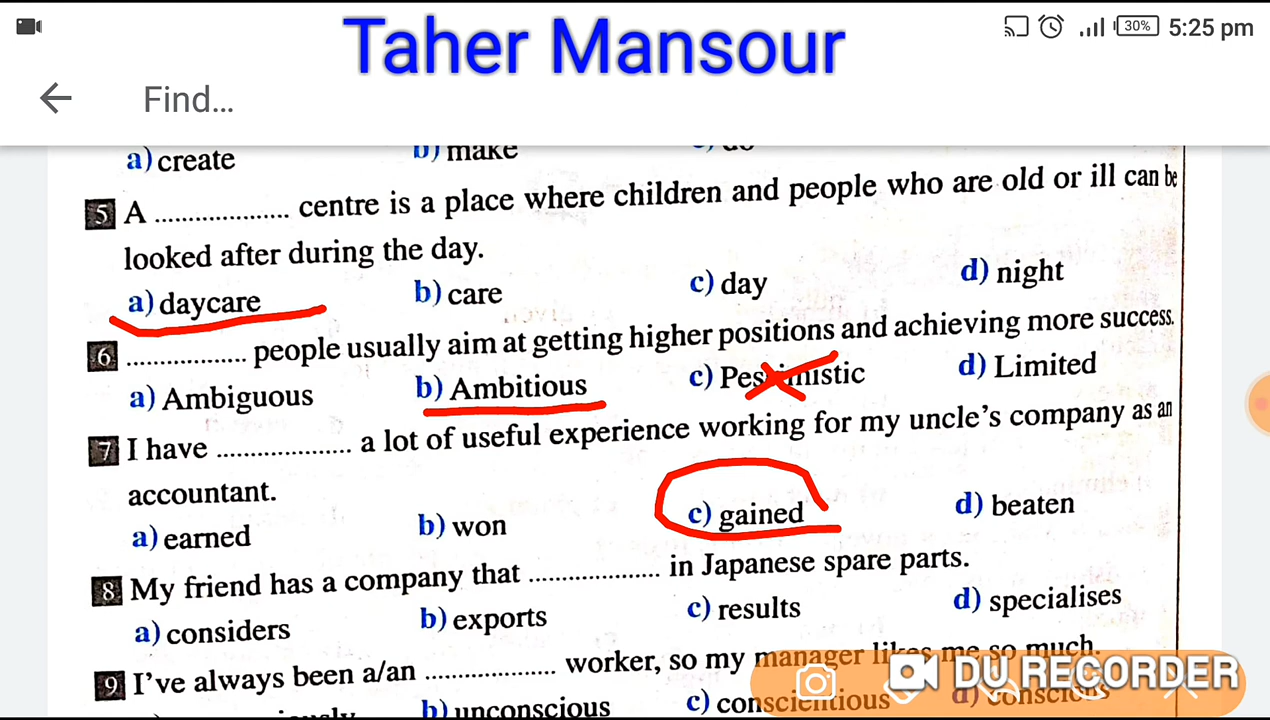 Taher Mansour
30% 5:25 pm
Find...
a) create b) make c) do
5 A .................... centre is a place where children and people who are old or ill can be
looked after during the day.
a) daycare b) care c) day d) night
6 .................. people usually aim at getting higher positions and achieving more success.
a) Ambiguous b) Ambitious c) Pessimistic d) Limited
7 I have .................... a lot of useful experience working for my uncle's company as an
accountant.
a) earned b) won c) gained d) beaten
8 My friend has a company that .................... in Japanese spare parts.
a) considers b) exports c) results d) specialises
9 I've always been a/an .................... worker, so my manager likes me so much.
b) unconscious c) conscientious d) conscious
DU RECORDER